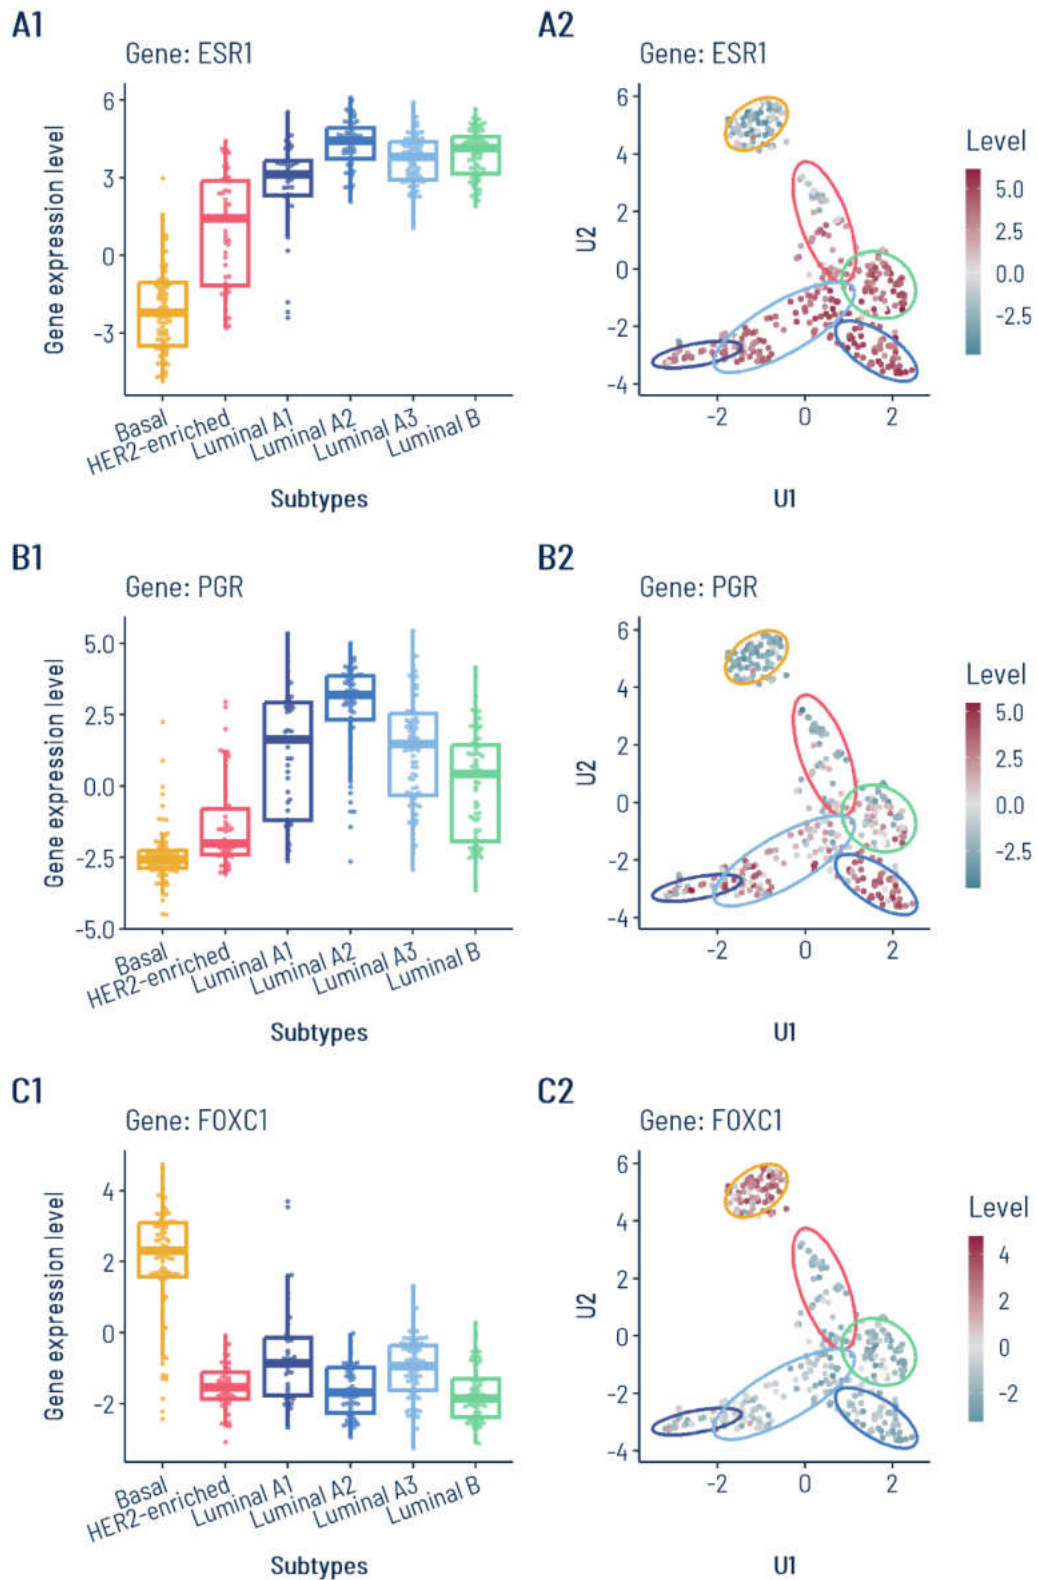 A1
Gene: ESR1
Gene expression level
6
3
0
-3
Basal
HER2-enriched
Luminal A1
Luminal A2
Luminal A3
Luminal B
Subtypes
A2
Gene: ESR1
U2
6
4
2
0
-2
-4
-2
0
2
U1
Level
5.0
2.5
0.0
-2.5
B1
Gene: PGR
Gene expression level
5.0
2.5
0.0
-2.5
-5.0
Basal
HER2-enriched
Luminal A1
Luminal A2
Luminal A3
Luminal B
Subtypes
B2
Gene: PGR
U2
6
4
2
0
-2
-4
-2
0
2
U1
Level
5.0
2.5
0.0
-2.5
C1
Gene: FOXC1
Gene expression level
4
2
0
-2
Basal
HER2-enriched
Luminal A1
Luminal A2
Luminal A3
Luminal B
Subtypes
C2
Gene: FOXC1
U2
6
4
2
0
-2
-4
-2
0
2
U1
Level
4
2
0
-2